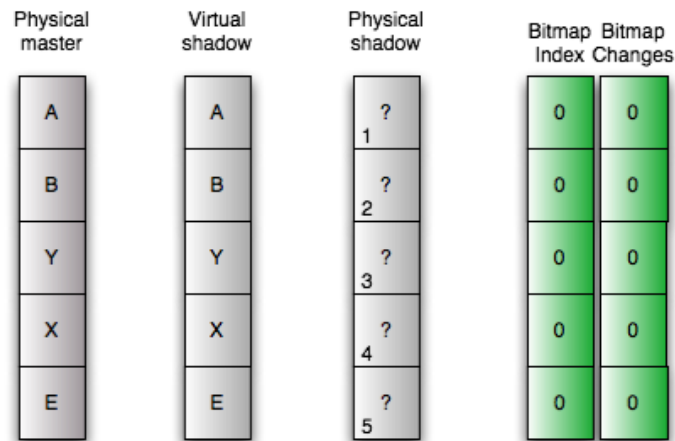 Physical master
Virtual shadow
Physical shadow
Bitmap Index
Bitmap Changes
A A ? 1 0 0
B B ? 2 0 0
Y Y ? 3 0 0
X X ? 4 0 0
E E ? 5 0 0